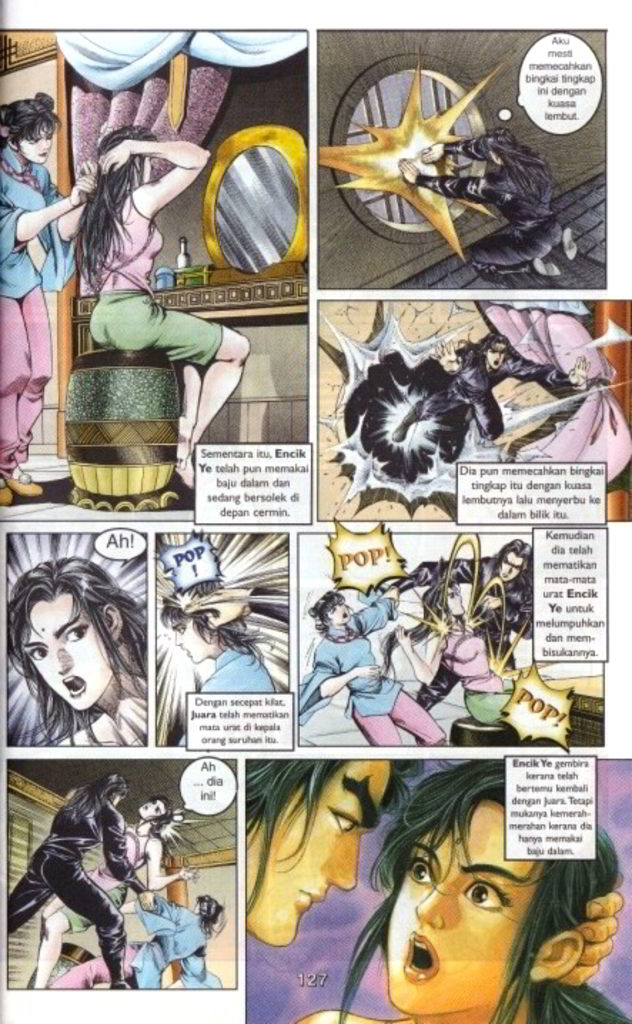 Sementara itu, Encik
Ye telah pun memakai
baju dalam dan
sedang bersolek di
depan cermin.
Aku
mesti
memecahkan
bingkai tingkap
ini dengan
kuasa
lembut.
Dia pun memecahkan bingkai
tingkap itu dengan kuasa
lembutnya lalu menyerbu ke
dalam bilik itu.
Ah!
POP
!
Dengan secepat kilat,
Juara telah mematikan
mata urat di kepala
orang suruhan itu.
POP!
Kemudian
dia telah
mematikan
mata-mata
urat Encik
Ye untuk
melumpuhkan
dan mem-
bisukannya.
POP!
Ah
... dia
ini!
Encik Ye gembira
kerana telah
bertemu kembali
dengan Juara. Tetapi
mukanya kemerah-
merahan kerana dia
hanya memakai
baju dalam.
127